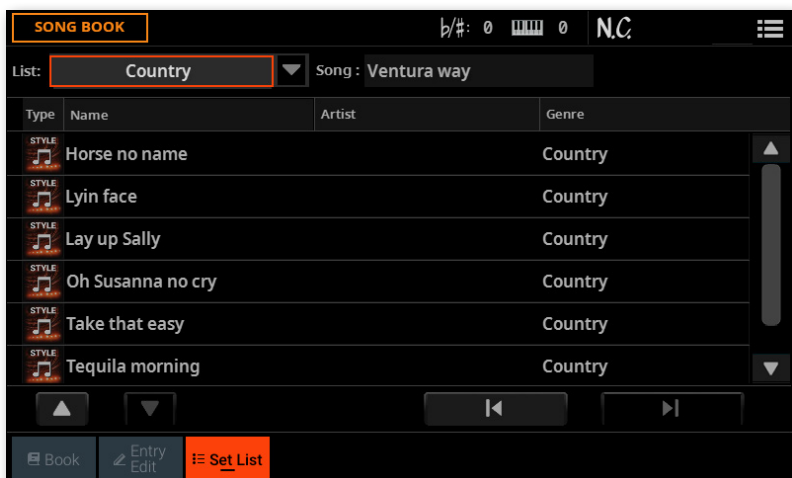 SONG BOOK ♭/#: 0 0 N.C.
List: Country Song : Ventura way
Type Name Artist Genre
STYLE Horse no name Country
STYLE Lyin face Country
STYLE Lay up Sally Country
STYLE Oh Susanna no cry Country
STYLE Take that easy Country
STYLE Tequila morning Country
Book Entry Edit Set List